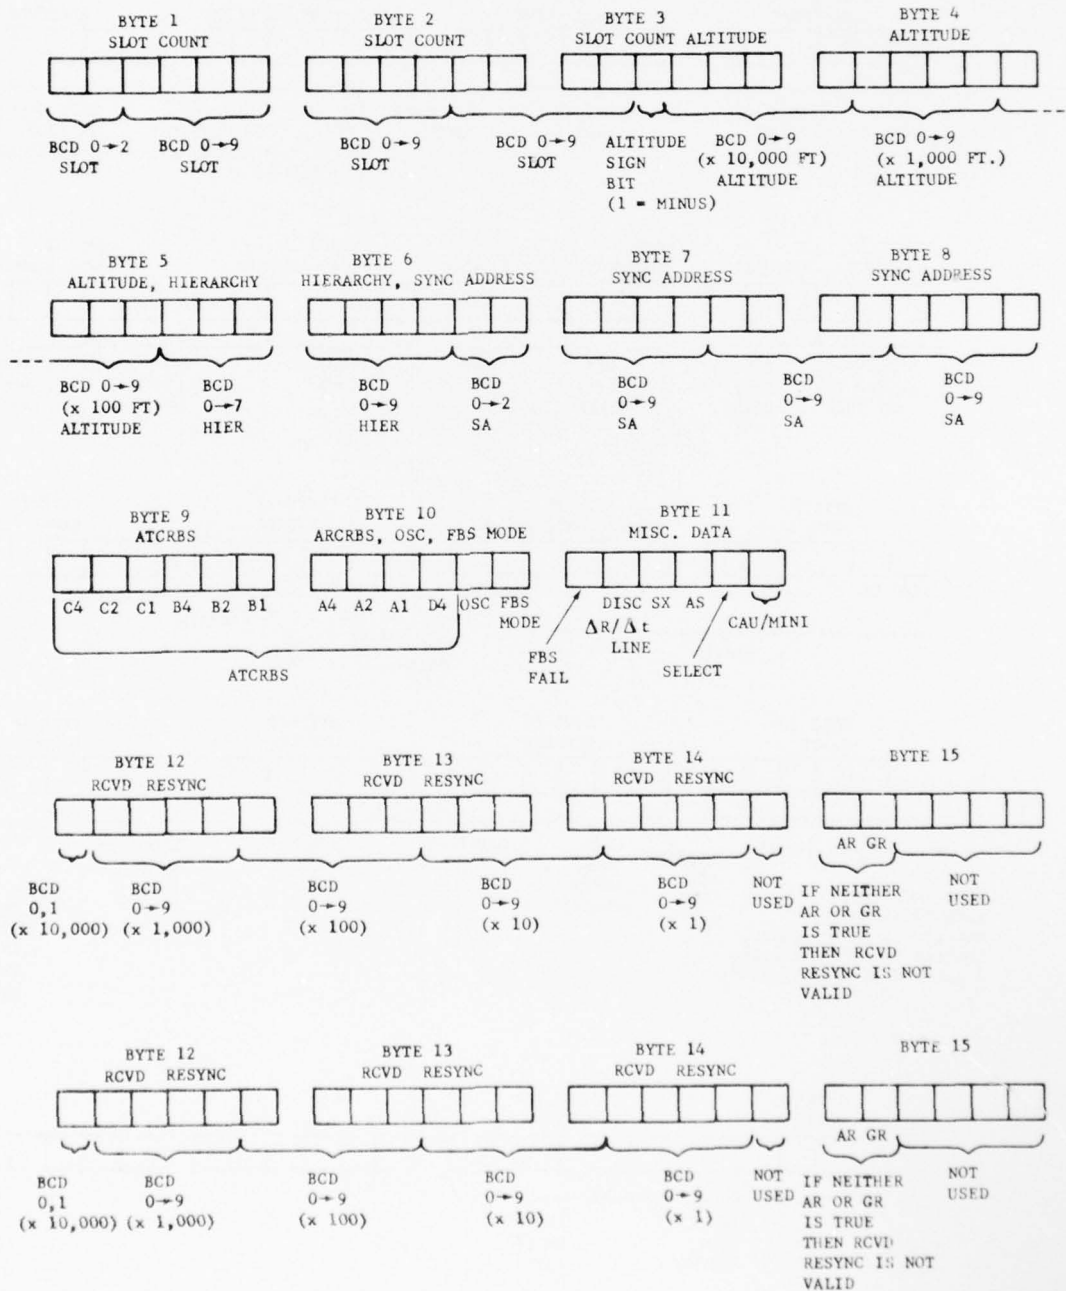 BYTE 1 BYTE 2 BYTE 3 BYTE 4
SLOT COUNT SLOT COUNT SLOT COUNT ALTITUDE ALTITUDE
BCD 0→2 BCD 0→9 BCD 0→9 BCD 0→9 ALTITUDE BCD 0→9 BCD 0→9
SLOT SLOT SLOT SLOT SIGN (x 10,000 FT) (x 1,000 FT.)
BIT ALTITUDE ALTITUDE
(1 = MINUS)
BYTE 5 BYTE 6 BYTE 7 BYTE 8
ALTITUDE, HIERARCHY HIERARCHY, SYNC ADDRESS SYNC ADDRESS SYNC ADDRESS
BCD 0→9 BCD BCD BCD BCD BCD BCD
(x 100 FT) 0→7 0→9 0→2 0→9 0→9 0→9
ALTITUDE HIER HIER SA SA SA SA
BYTE 9 BYTE 10 BYTE 11
ATCRBS ARCRBS, OSC, FBS MODE MISC. DATA
C4 C2 C1 B4 B2 B1 A4 A2 A1 D4 OSC FBS DISC SX AS
MODE ΔR/Δt CAU/MINI
LINE
ATCRBS FBS SELECT
FAIL
BYTE 12 BYTE 13 BYTE 14 BYTE 15
RCVD RESYNC RCVD RESYNC RCVD RESYNC
AR GR
BCD BCD BCD BCD BCD NOT IF NEITHER NOT
0,1 0→9 0→9 0→9 0→9 USED AR OR GR USED
(x 10,000) (x 1,000) (x 100) (x 10) (x 1) IS TRUE
THEN RCVD
RESYNC IS NOT
VALID
BYTE 12 BYTE 13 BYTE 14 BYTE 15
RCVD RESYNC RCVD RESYNC RCVD RESYNC
AR GR
BCD BCD BCD BCD BCD NOT IF NEITHER NOT
0,1 0→9 0→9 0→9 0→9 USED AR OR GR USED
(x 10,000) (x 1,000) (x 100) (x 10) (x 1) IS TRUE
THEN RCVD
RESYNC IS NOT
VALID